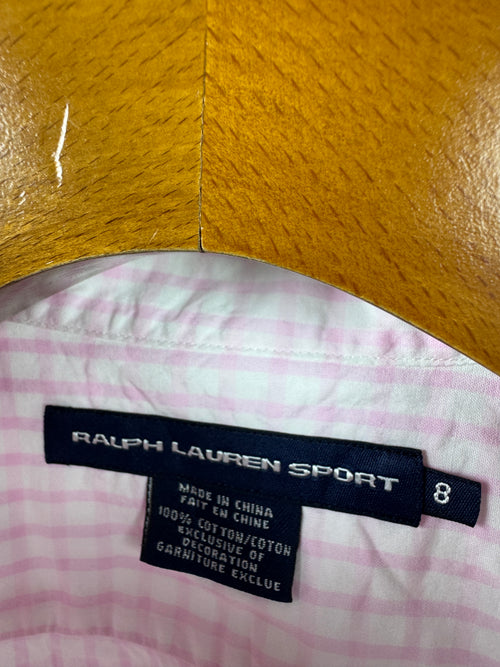 RALPH LAUREN SPORT
8
MADE IN CHINA
FAIT EN CHINE
100% COTTON/COTON
EXCLUSIVE OF
DECORATION
GARNITURE EXCLUE